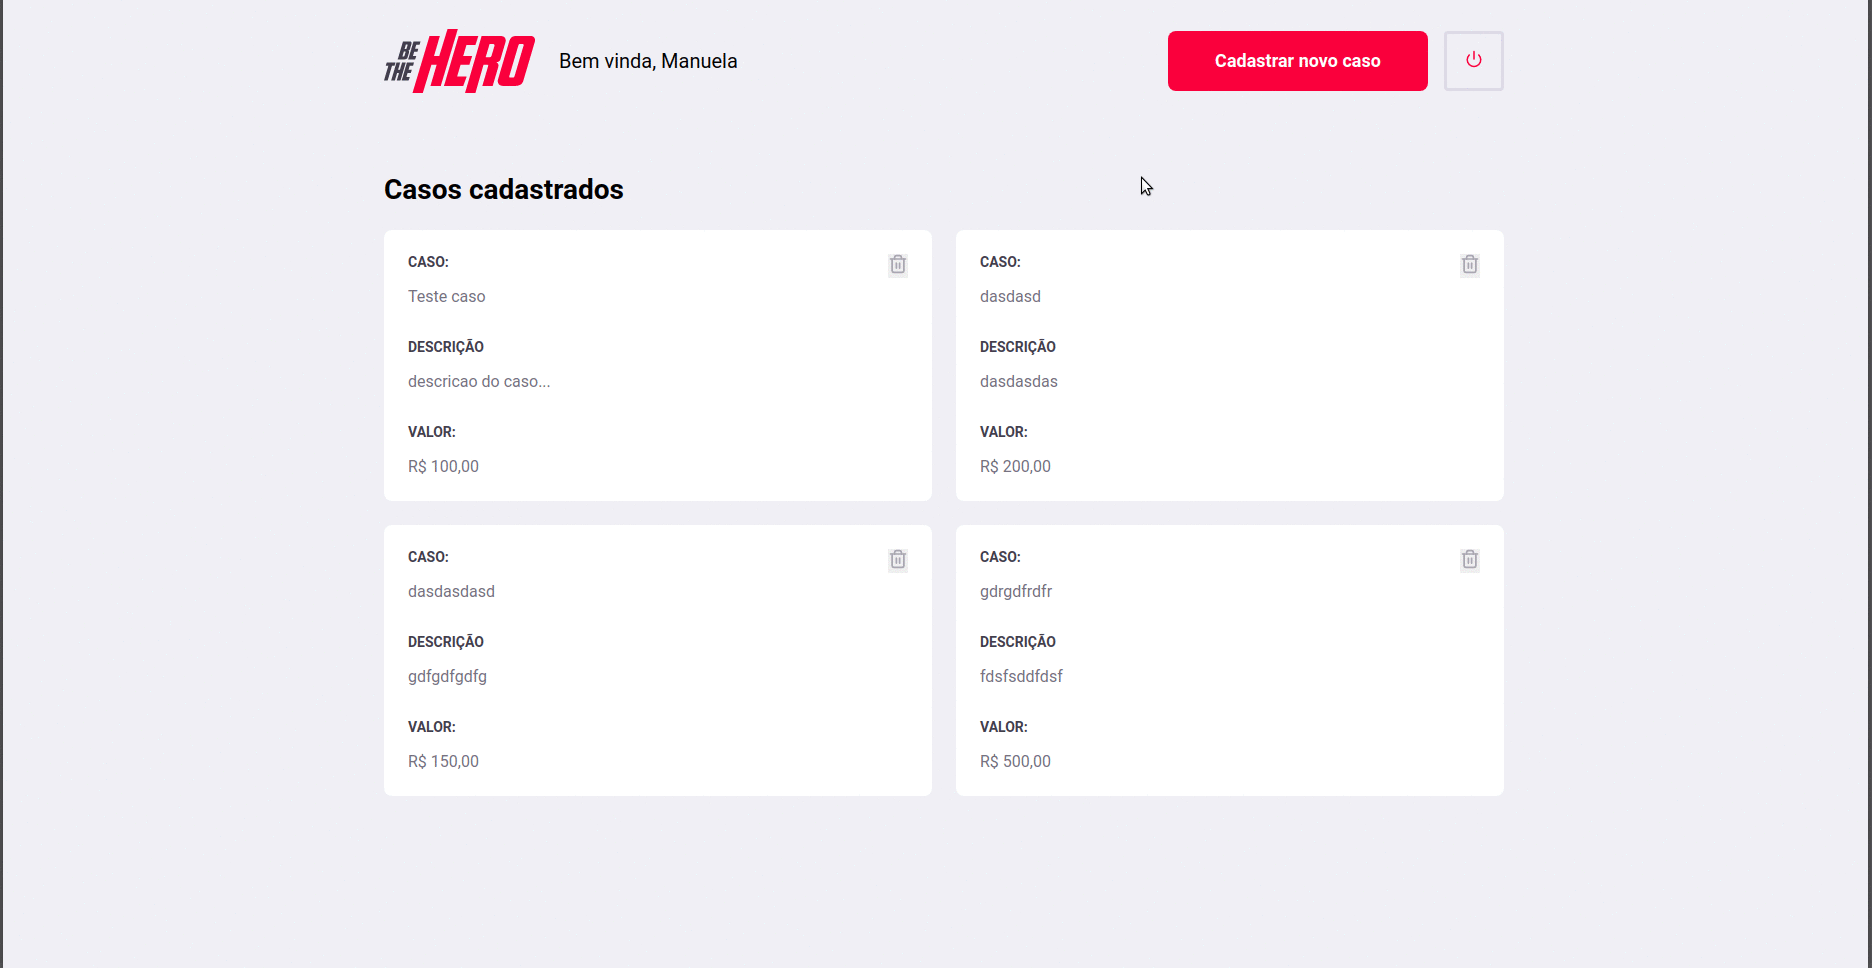 BE THE HERO
Bem vinda, Manuela
Cadastrar novo caso
Casos cadastrados
CASO:
Teste caso
DESCRIÇÃO
descricao do caso...
VALOR:
R$ 100,00
CASO:
dasdasd
DESCRIÇÃO
dasdasdas
VALOR:
R$ 200,00
CASO:
dasdasdasd
DESCRIÇÃO
gdfgdfgdfg
VALOR:
R$ 150,00
CASO:
gdrgdfrdfr
DESCRIÇÃO
fdsfsddfdsf
VALOR:
R$ 500,00